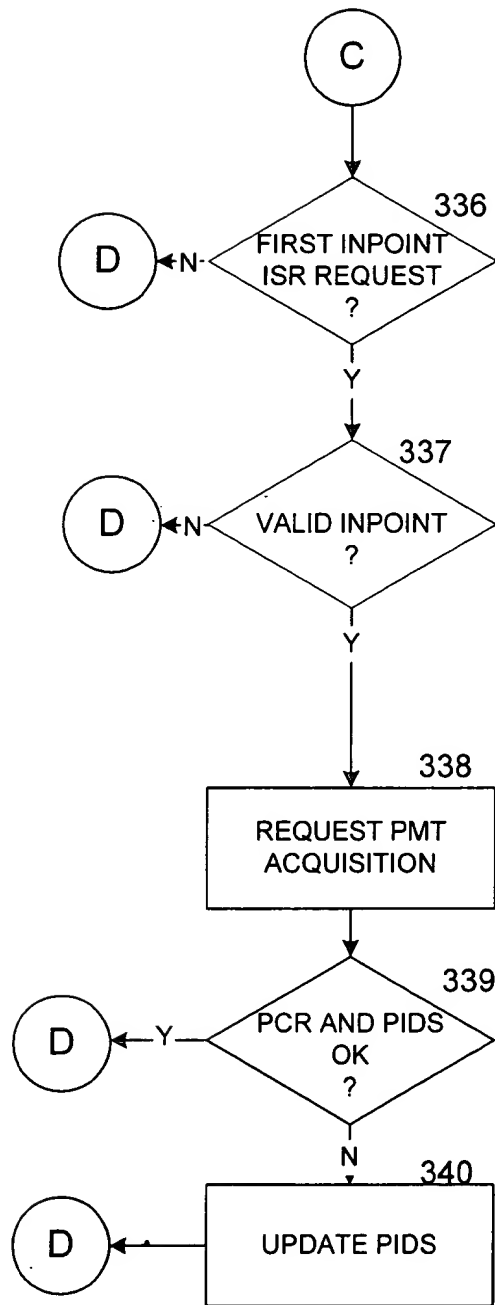 C
336
FIRST INPOINT
ISR REQUEST
?
D
N
Y
337
VALID INPOINT
?
D
N
Y
338
REQUEST PMT
ACQUISITION
339
PCR AND PIDS
OK
?
D
Y
N
340
UPDATE PIDS
D